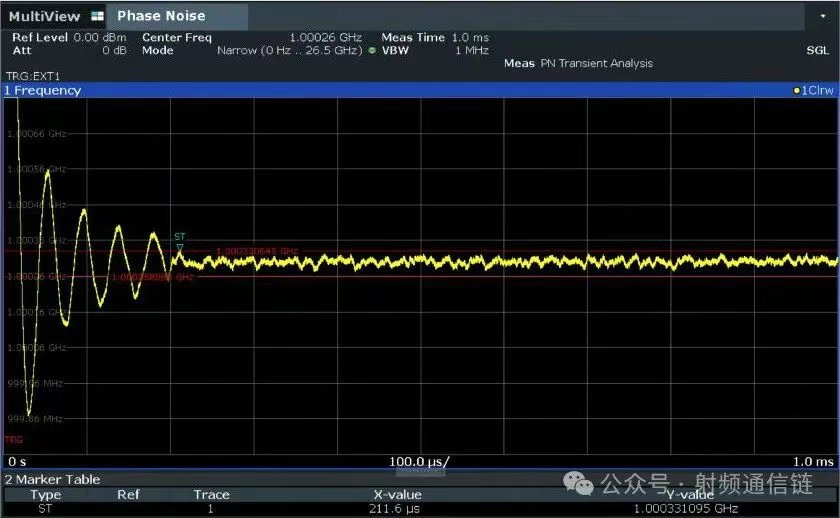 MultiView Phase Noise
Ref Level 0.00 dBm Center Freq 1.00026 GHz Meas Time 1.0 ms
Att 0 dB Mode Narrow (0 Hz .. 26.5 GHz) VBW 1 MHz
SGL
Meas PN Transient Analysis
TRG:EXT1
1 Frequency 1Clrw
1.00066 GHz
1.00056 GHz
1.00046 GHz
1.00036 GHz
ST
1.000330649 GHz
1.00026 GHz
1.00016 GHz
1.00006 GHz
999.96 MHz
999.86 MHz
TRG
0 s 100.0 µs/ 1.0 ms
2 Marker Table
公众号 · 射频通信链
Type Ref Trace X-value Y-value
ST 1 211.6 µs 1.000331095 GHz